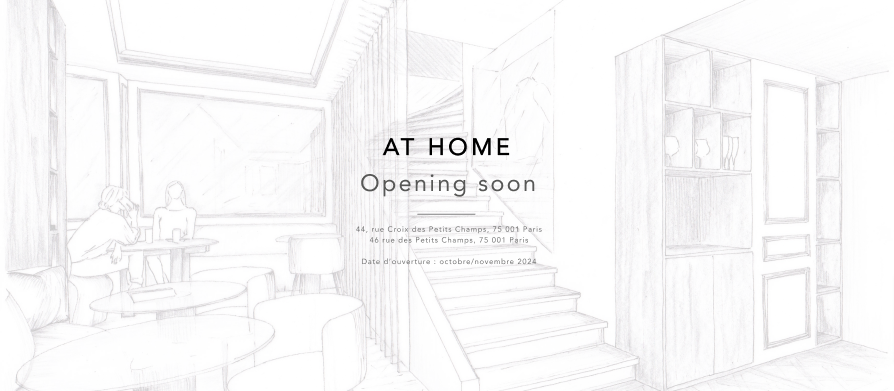 AT HOME
Opening soon
44, rue Croix des Petits Champs, 75 001 Paris
46 rue des Petits Champs, 75 001 Paris
Date d'ouverture : octobre/novembre 2024